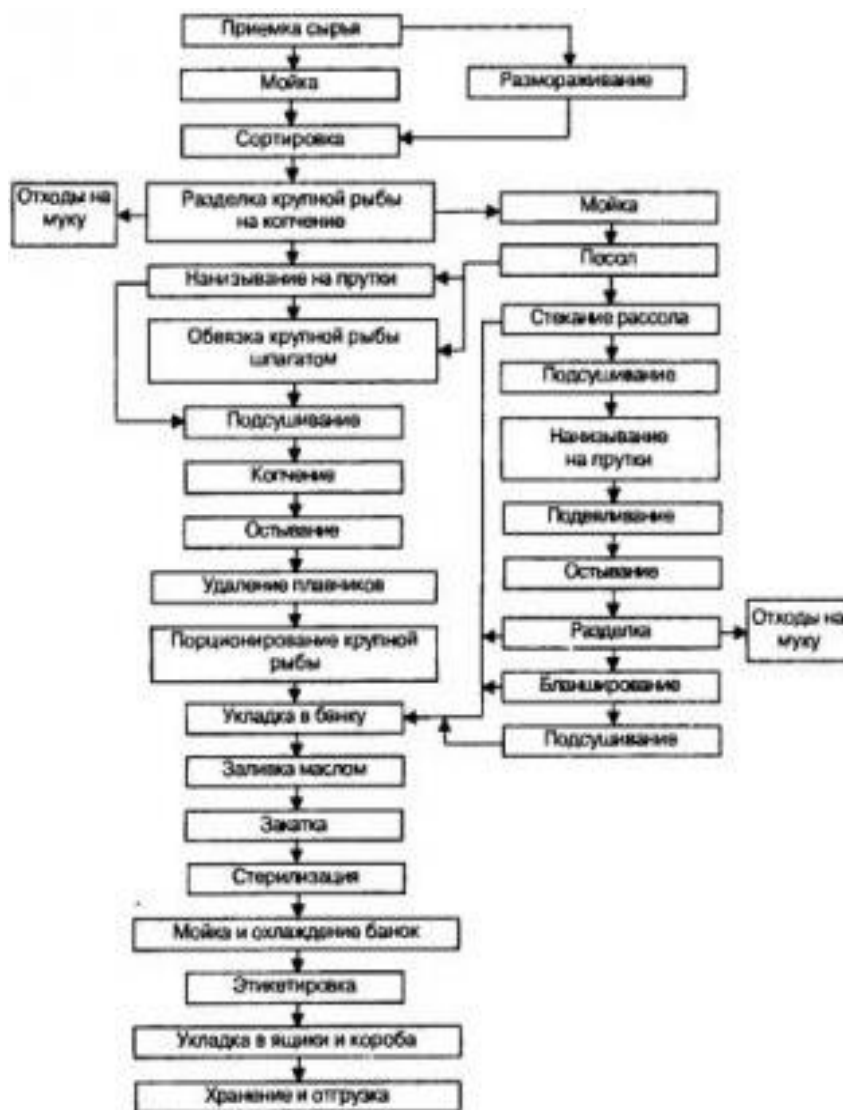 Приемка сырья
Мойка
Размораживание
Сортировка
Отходы на
муку
Разделка крупной рыбы
на копчение
Мойка
Нанизывание на прутки
Посол
Обвязка крупной рыбы
шпагатом
Стекание рассола
Подсушивание
Подсушивание
Нанизывание
на прутки
Копчение
Остывание
Подвяливание
Удаление плавников
Остывание
Порционирование крупной
рыбы
Разделка
Отходы на
муку
Бланширование
Укладка в банку
Подсушивание
Заливка маслом
Закатка
Стерилизация
Мойка и охлаждение банок
Этикетировка
Укладка в ящики и короба
Хранение и отгрузка